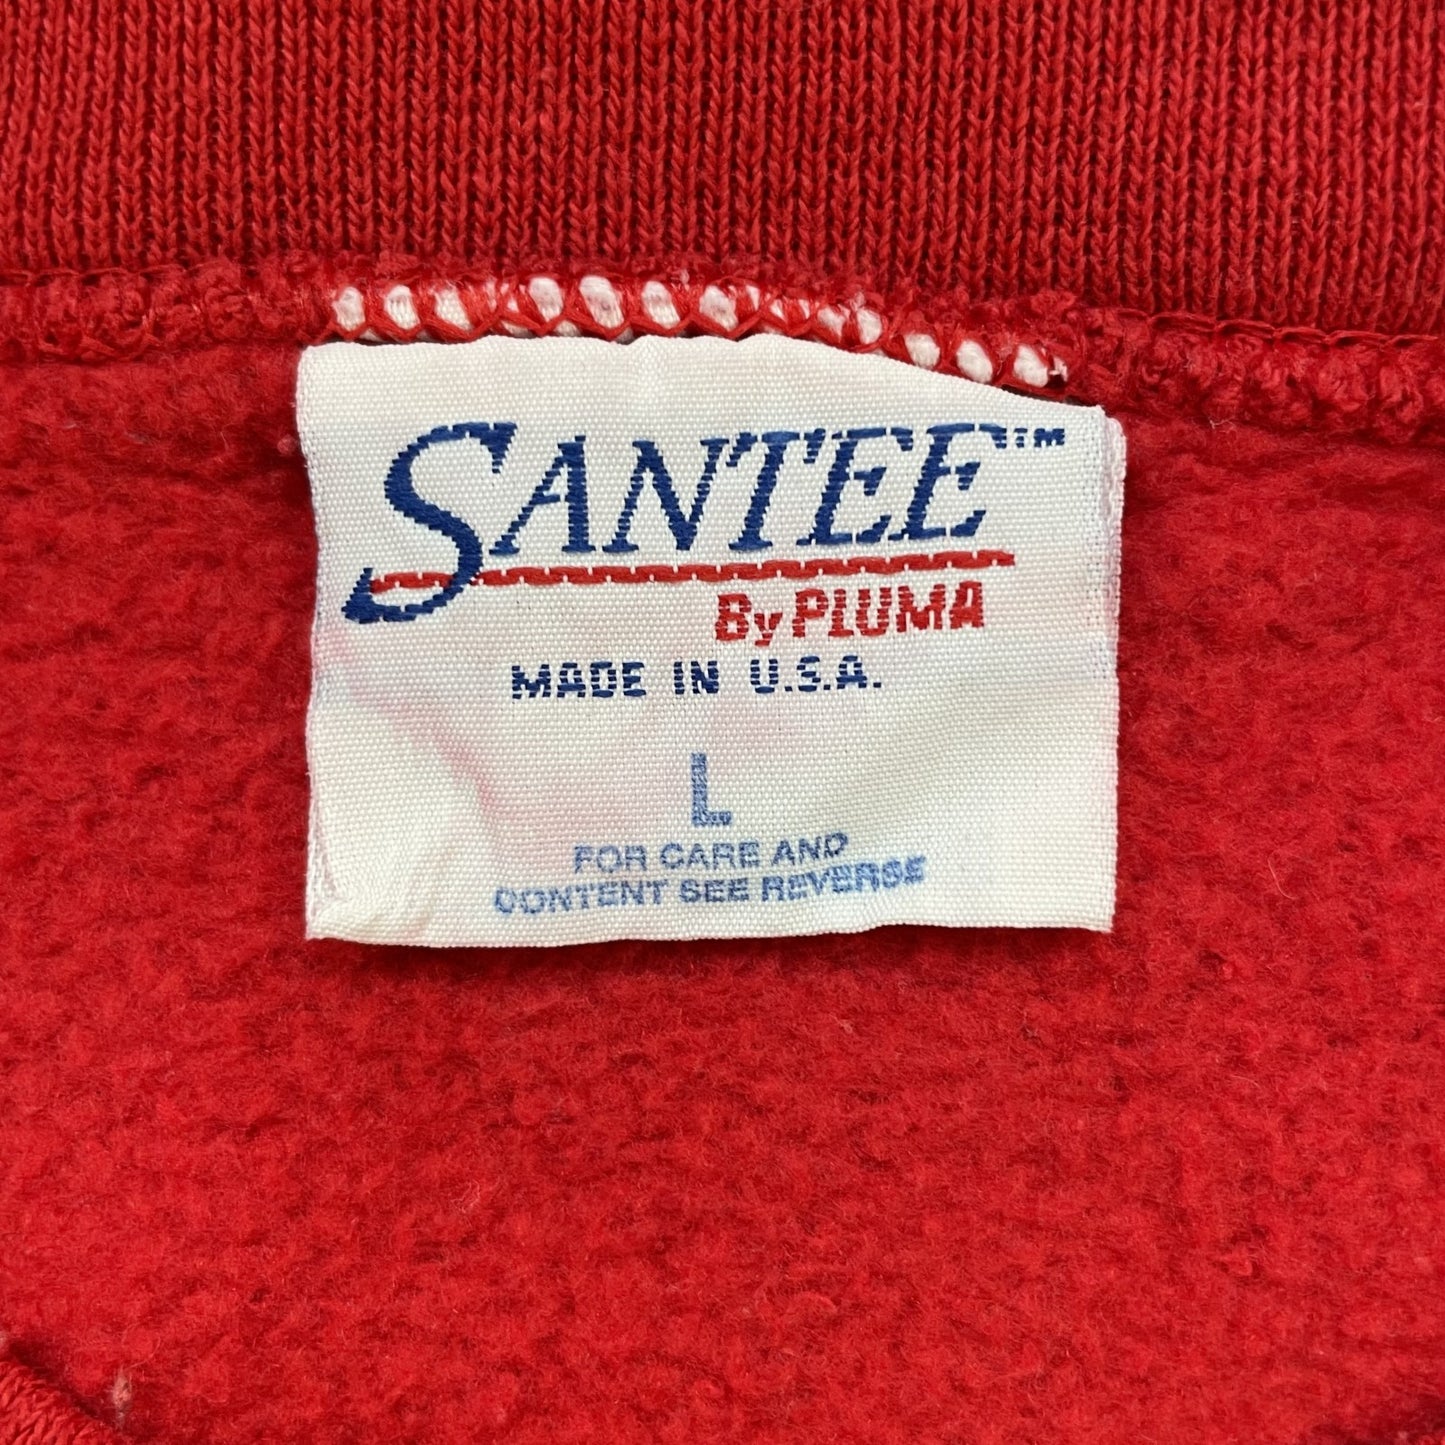 SANTEE™
By PLUMA
MADE IN U.S.A.
L
FOR CARE AND
CONTENT SEE REVERSE